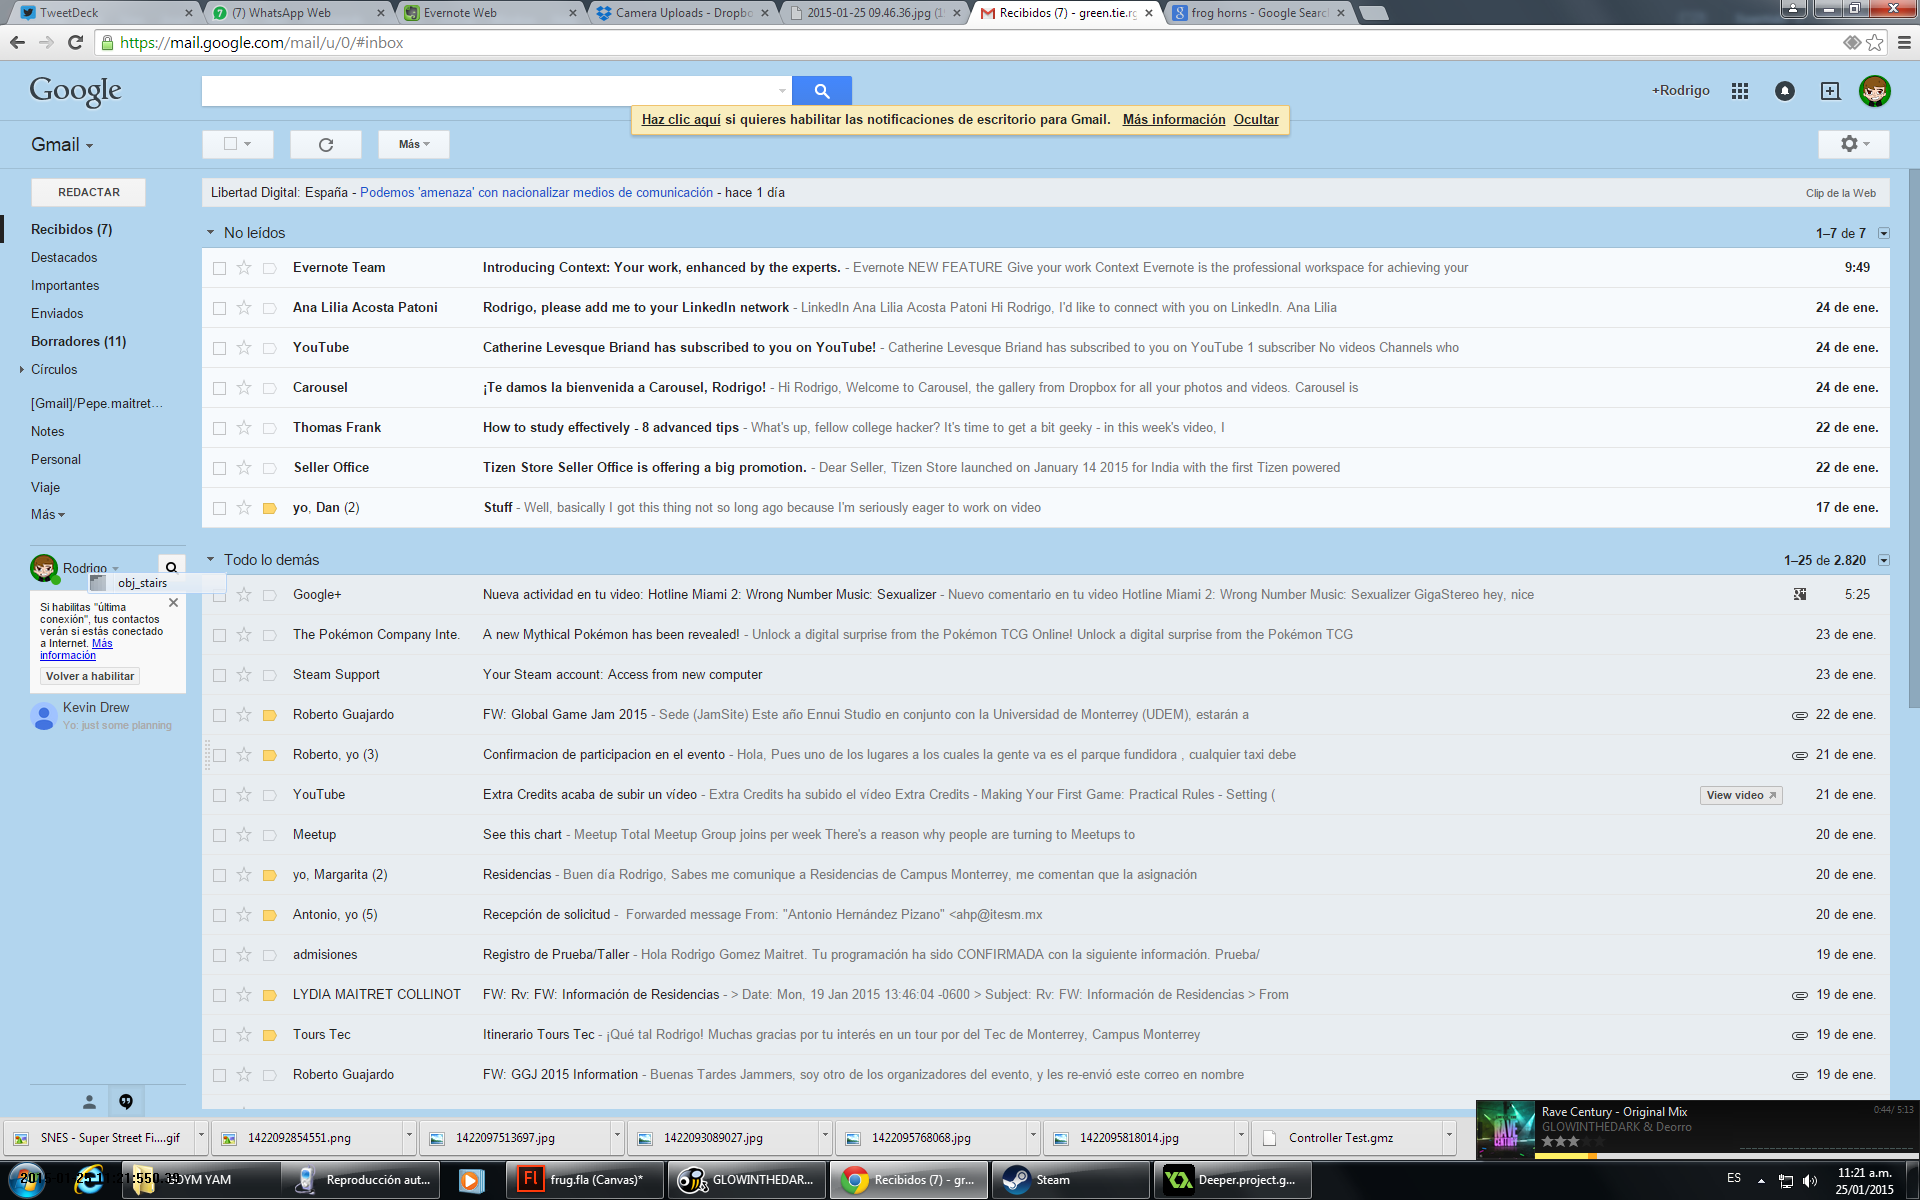 TweetDeck
(7) WhatsApp Web
Evernote Web
Camera Uploads - Dropbo
2015-01-25 09.46.36.jpg (1
Recibidos (7) - green.tie.rg
frog horns - Google Searc
https://mail.google.com/mail/u/0/#inbox
Google
+Rodrigo
Haz clic aquí si quieres habilitar las notificaciones de escritorio para Gmail. Más información Ocultar
Gmail
Más
REDACTAR
Libertad Digital: España - Podemos 'amenaza' con nacionalizar medios de comunicación - hace 1 día
Clip de la Web
Recibidos (7)
Destacados
Importantes
Enviados
Borradores (11)
Círculos
[Gmail]/Pepe.maitret...
Notes
Personal
Viaje
Más
Rodrigo
obj_stairs
Si habilitas "última
conexión", tus contactos
verán si estás conectado
a Internet. Más
información
Volver a habilitar
Kevin Drew
Yo: just some planning
No leídos
1–7 de 7
Evernote Team Introducing Context: Your work, enhanced by the experts. - Evernote NEW FEATURE Give your work Context Evernote is the professional workspace for achieving your 9:49
Ana Lilia Acosta Patoni Rodrigo, please add me to your LinkedIn network - LinkedIn Ana Lilia Acosta Patoni Hi Rodrigo, I'd like to connect with you on LinkedIn. Ana Lilia 24 de ene.
YouTube Catherine Levesque Briand has subscribed to you on YouTube! - Catherine Levesque Briand has subscribed to you on YouTube 1 subscriber No videos Channels who 24 de ene.
Carousel ¡Te damos la bienvenida a Carousel, Rodrigo! - Hi Rodrigo, Welcome to Carousel, the gallery from Dropbox for all your photos and videos. Carousel is 24 de ene.
Thomas Frank How to study effectively - 8 advanced tips - What's up, fellow college hacker? It's time to get a bit geeky - in this week's video, I 22 de ene.
Seller Office Tizen Store Seller Office is offering a big promotion. - Dear Seller, Tizen Store launched on January 14 2015 for India with the first Tizen powered 22 de ene.
yo, Dan (2) Stuff - Well, basically I got this thing not so long ago because I'm seriously eager to work on video 17 de ene.
Todo lo demás
1–25 de 2.820
Google+ Nueva actividad en tu video: Hotline Miami 2: Wrong Number Music: Sexualizer - Nuevo comentario en tu video Hotline Miami 2: Wrong Number Music: Sexualizer GigaStereo hey, nice 5:25
The Pokémon Company Inte. A new Mythical Pokémon has been revealed! - Unlock a digital surprise from the Pokémon TCG Online! Unlock a digital surprise from the Pokémon TCG 23 de ene.
Steam Support Your Steam account: Access from new computer 23 de ene.
Roberto Guajardo FW: Global Game Jam 2015 - Sede (JamSite) Este año Ennui Studio en conjunto con la Universidad de Monterrey (UDEM), estarán a 22 de ene.
Roberto, yo (3) Confirmacion de participacion en el evento - Hola, Pues uno de los lugares a los cuales la gente va es el parque fundidora , cualquier taxi debe 21 de ene.
YouTube Extra Credits acaba de subir un vídeo - Extra Credits ha subido el vídeo Extra Credits - Making Your First Game: Practical Rules - Setting ( View video 21 de ene.
Meetup See this chart - Meetup Total Meetup Group joins per week There's a reason why people are turning to Meetups to 20 de ene.
yo, Margarita (2) Residencias - Buen día Rodrigo, Sabes me comunique a Residencias de Campus Monterrey, me comentan que la asignación 20 de ene.
Antonio, yo (5) Recepción de solicitud - Forwarded message From: "Antonio Hernández Pizano" <ahp@itesm.mx 20 de ene.
admisiones Registro de Prueba/Taller - Hola Rodrigo Gomez Maitret. Tu programación ha sido CONFIRMADA con la siguiente información. Prueba/ 19 de ene.
LYDIA MAITRET COLLINOT FW: Rv: FW: Información de Residencias - > Date: Mon, 19 Jan 2015 13:46:04 -0600 > Subject: Rv: FW: Información de Residencias > From 19 de ene.
Tours Tec Itinerario Tours Tec - ¡Qué tal Rodrigo! Muchas gracias por tu interés en un tour por del Tec de Monterrey, Campus Monterrey 19 de ene.
Roberto Guajardo FW: GGJ 2015 Information - Buenas Tardes Jammers, soy otro de los organizadores del evento, y les re-envió este correo en nombre 19 de ene.
SNES - Super Street Fi....gif
1422092854551.png
1422097513697.jpg
1422093089027.jpg
1422095768068.jpg
1422095818014.jpg
Controller Test.gmz
RAVE CENTURY
Rave Century - Original Mix
GLOWINTHEDARK & Deorro
0:44/ 5:13
YAM
Reproducción aut...
frug.fla (Canvas)*
GLOWINTHEDAR...
Recibidos (7) - gr...
Steam
Deeper.project.g...
ES
11:21 a.m.
25/01/2015